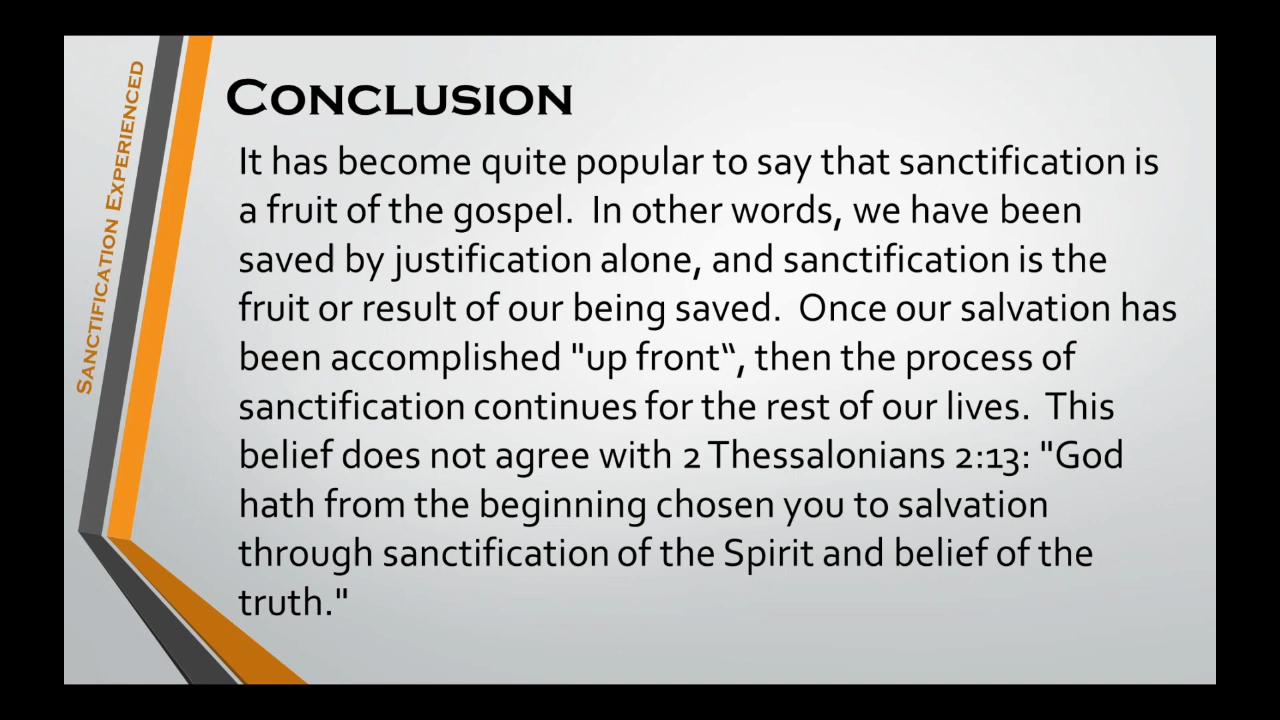 Sanctification Experienced
Conclusion
It has become quite popular to say that sanctification is
a fruit of the gospel.  In other words, we have been
saved by justification alone, and sanctification is the
fruit or result of our being saved.  Once our salvation has
been accomplished "up front“, then the process of
sanctification continues for the rest of our lives.  This
belief does not agree with 2 Thessalonians 2:13: "God
hath from the beginning chosen you to salvation
through sanctification of the Spirit and belief of the
truth."